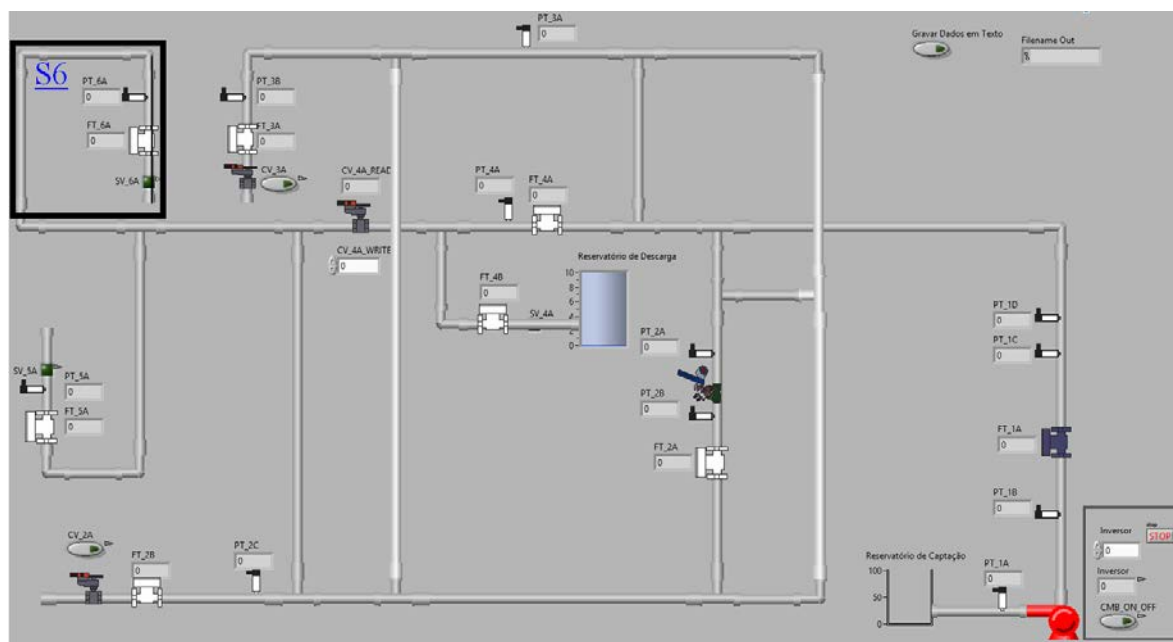 PT_3A
0
Gravar Dados em Texto
Filename Out
%
S6
PT_6A
0
FT_6A
0
SV_6A
PT_3B
0
FT_3A
0
CV_3A
CV_4A_READ
0
CV_4A_WRITE
0
PT_4A
0
FT_4A
0
FT_4B
0
SV_4A
Reservatório de Descarga
10
8
6
4
2
0
PT_2A
0
PT_2B
0
FT_2A
0
PT_1D
0
PT_1C
0
FT_1A
0
PT_1B
0
SV_5A
PT_5A
0
FT_5A
0
CV_2A
FT_2B
0
PT_2C
0
Reservatório de Captação
100
50
0
PT_1A
0
Inversor
0
stop
STOP
Inversor
0
CMB_ON_OFF